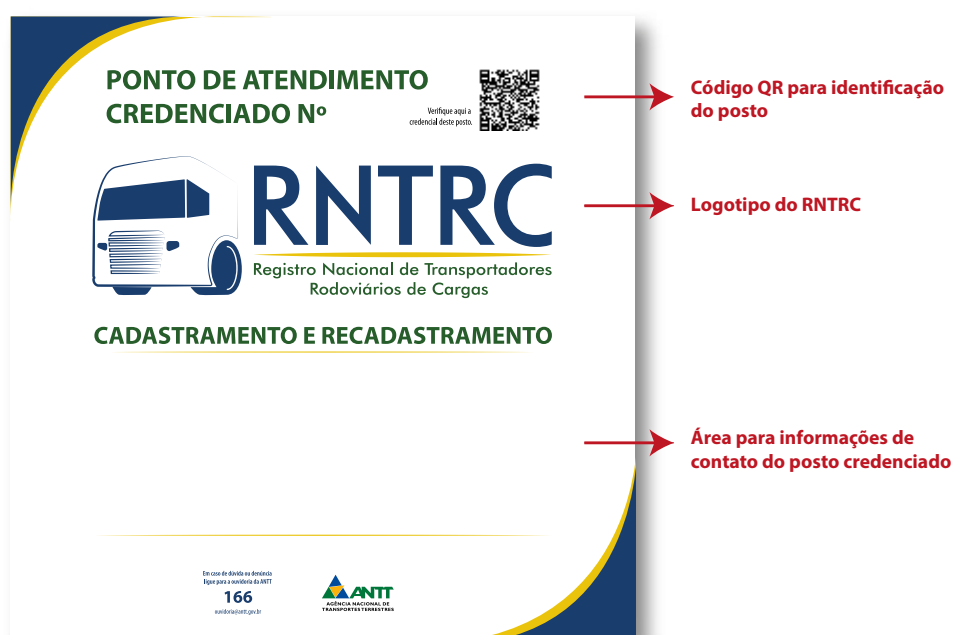 PONTO DE ATENDIMENTO
CREDENCIADO Nº
Verifique aqui a
credencial deste posto.
Código QR para identificação
do posto
RNTRC
Registro Nacional de Transportadores
Rodoviários de Cargas
Logotipo do RNTRC
CADASTRAMENTO E RECADASTRAMENTO
Área para informações de
contato do posto credenciado
Em caso de dúvida ou denúncia
ligue para a ouvidoria da ANTT
166
ouvidoria@antt.gov.br
ANTT
AGÊNCIA NACIONAL DE
TRANSPORTES TERRESTRES